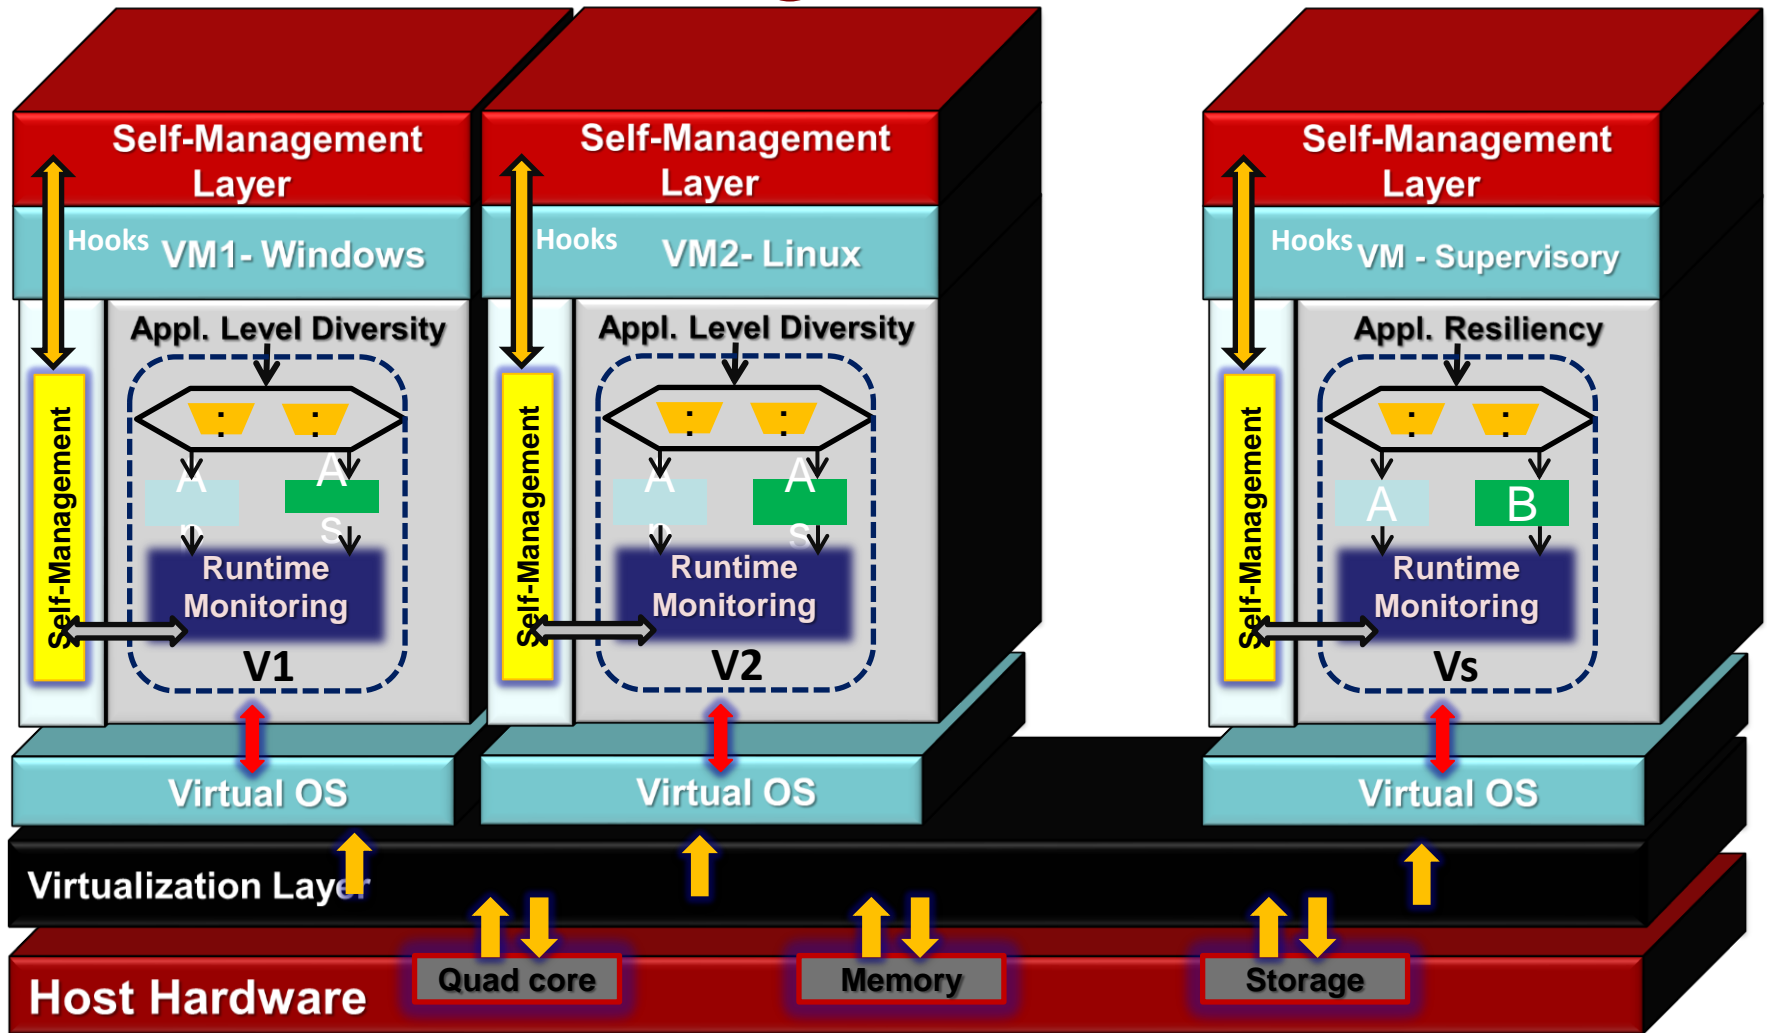 Self-Management
Layer
Hooks
VM1- Windows
Appl. Level Diversity
: :
A
A
s
Self-Management
Runtime
Monitoring
V1
Virtual OS
Self-Management
Layer
Hooks
VM2- Linux
Appl. Level Diversity
: :
A
A
s
Self-Management
Runtime
Monitoring
V2
Virtual OS
Self-Management
Layer
Hooks
VM - Supervisory
Appl. Resiliency
: :
A
B
Self-Management
Runtime
Monitoring
Vs
Virtual OS
Virtualization Layer
Quad core
Memory
Storage
Host Hardware